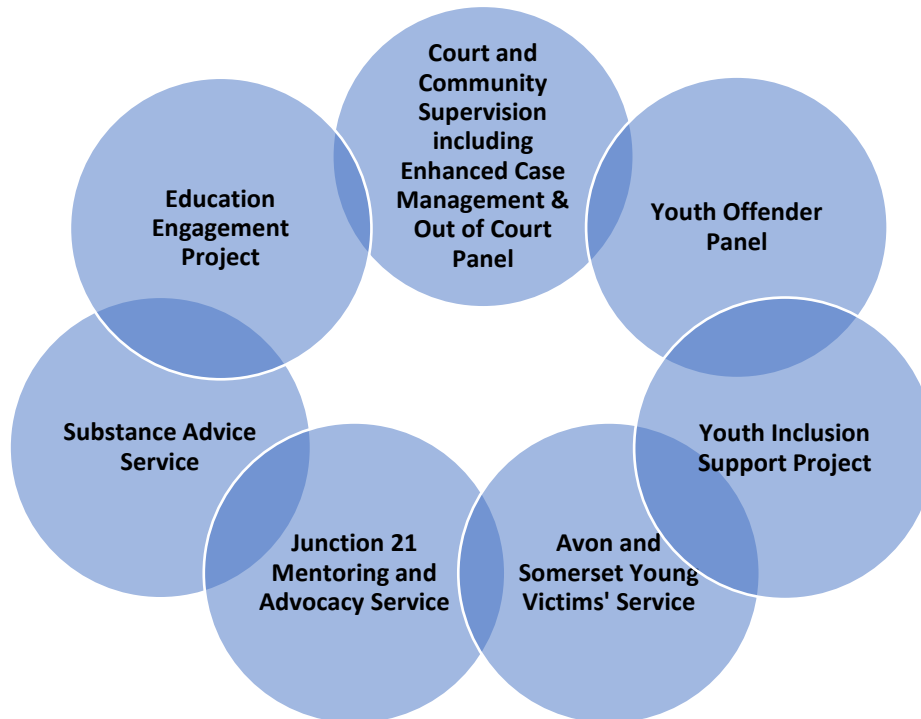 Court and
Community
Supervision
including
Enhanced Case
Management &
Out of Court
Panel
Youth Offender
Panel
Youth Inclusion
Support Project
Avon and
Somerset Young
Victims' Service
Junction 21
Mentoring and
Advocacy Service
Substance Advice
Service
Education
Engagement
Project